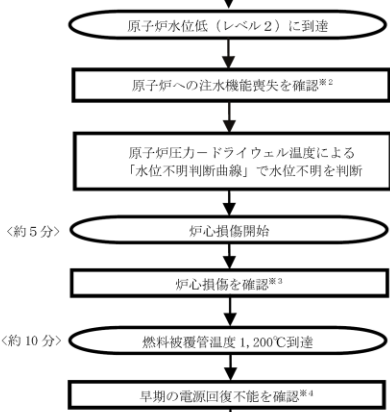 原子炉水位低（レベル２）に到達
原子炉への注水機能喪失を確認※２
原子炉圧力－ドライウェル温度による
「水位不明判断曲線」で水位不明を判断
〈約５分〉
炉心損傷開始
炉心損傷を確認※３
〈約 10 分〉
燃料被覆管温度 1,200℃到達
早期の電源回復不能を確認※４